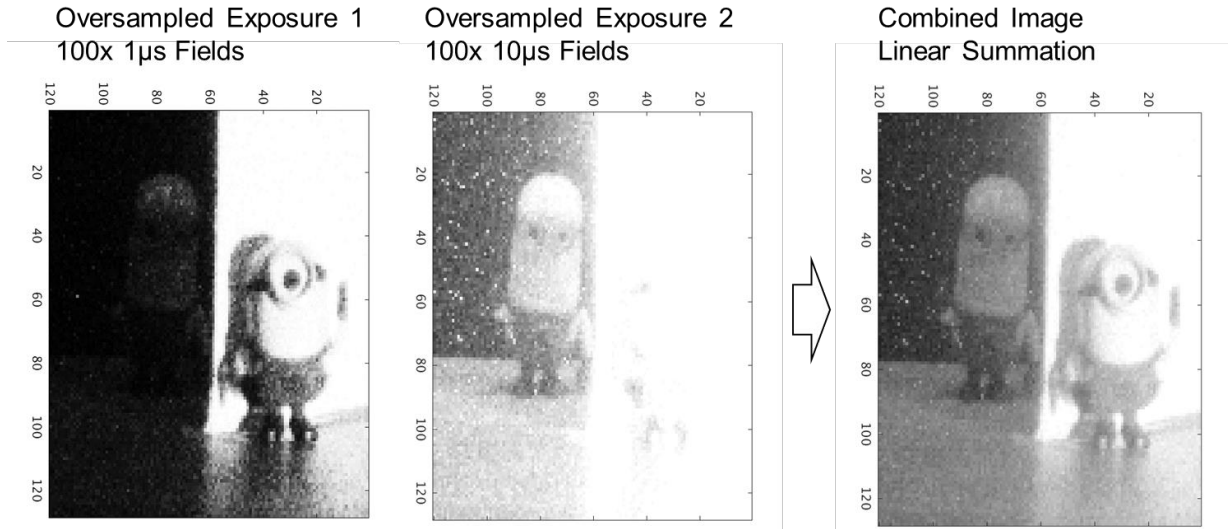 Oversampled Exposure 1
100x 1µs Fields
Oversampled Exposure 2
100x 10µs Fields
Combined Image
Linear Summation
120 100 80 60 40 20
20
40
60
80
100
120
120 100 80 60 40 20
20
40
60
80
100
120
120 100 80 60 40 20
20
40
60
80
100
120